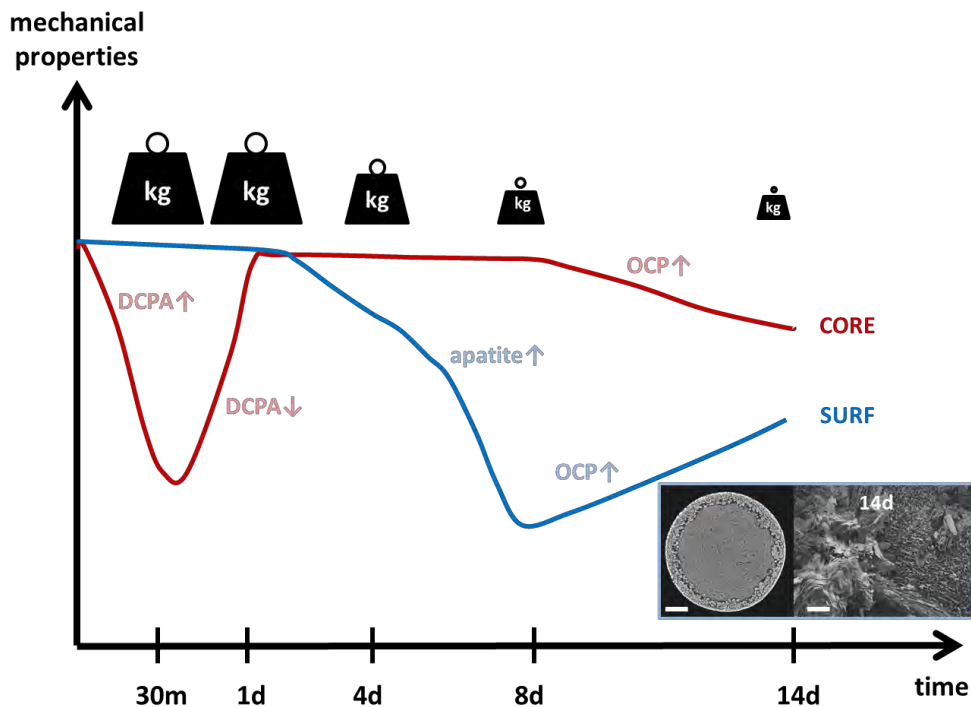 mechanical
properties
kg
kg
kg
kg
kg
DCPA↑
OCP↑
CORE
apatite↑
DCPA↓
SURF
OCP↑
14d
30m
1d
4d
8d
14d
time